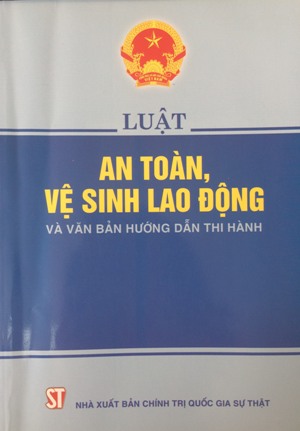 LUẬT
AN TOÀN,
VỆ SINH LAO ĐỘNG
VÀ VĂN BẢN HƯỚNG DẪN THI HÀNH
ST
NHÀ XUẤT BẢN CHÍNH TRỊ QUỐC GIA SỰ THẬT